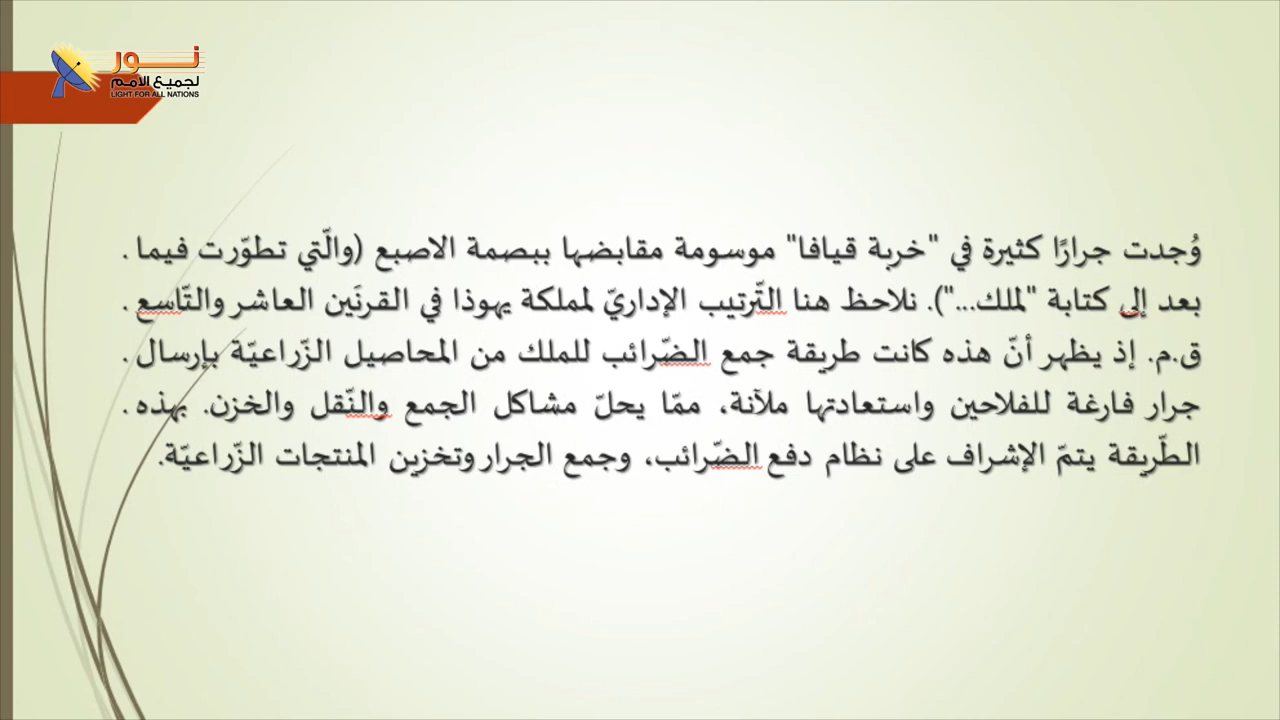 نور
لجميع الأمم
LIGHT FOR ALL NATIONS
وُجدت جرارًا كثيرة في "خربة قيافا" موسومة مقابضها ببصمة الاصبع (والّتي تطوّرت فيما .
بعد إلى كتابة "لملك..."). نلاحظ هنا التّرتيب الإداريّ لمملكة يهوذا في القرنَين العاشر والتّاسع .
ق.م. إذ يظهر أنّ هذه كانت طريقة جمع الضّرائب للملك من المحاصيل الزّراعيّة بإرسال .
جرار فارغة للفلاحين واستعادتها ملآنة، ممّا يحلّ مشاكل الجمع والنّقل والخزن. بهذه .
الطّريقة يتمّ الإشراف على نظام دفع الضّرائب، وجمع الجرار وتخزين المنتجات الزّراعيّة.